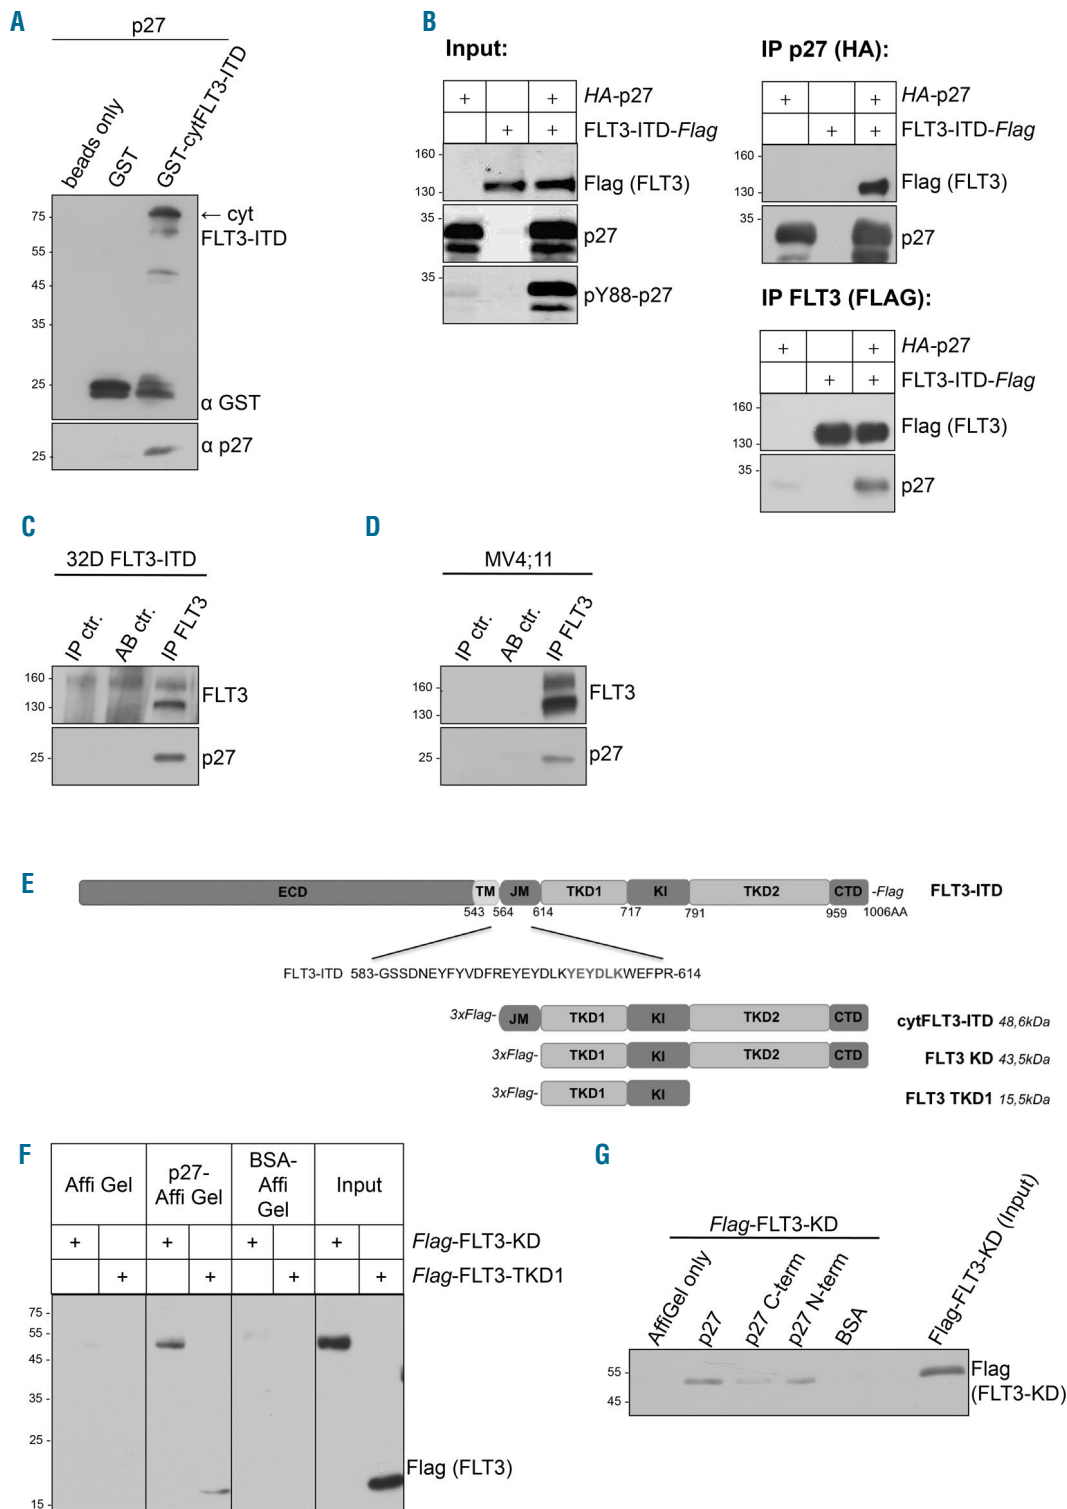 A
p27
beads only
GST
GST-cytFLT3-ITD
75
55
45
35
25
← cyt
FLT3-ITD
α GST
25
α p27
B
Input:
+ + HA-p27
+ + FLT3-ITD-Flag
160
130
Flag (FLT3)
35
p27
35
pY88-p27
IP p27 (HA):
+ + HA-p27
+ + FLT3-ITD-Flag
160
130
Flag (FLT3)
35
p27
IP FLT3 (FLAG):
+ + HA-p27
+ + FLT3-ITD-Flag
160
130
Flag (FLT3)
35
p27
C
32D FLT3-ITD
IP ctr.
AB ctr.
IP FLT3
160
130
FLT3
25
p27
D
MV4;11
IP ctr.
AB ctr.
IP FLT3
160
130
FLT3
25
p27
E
ECD TM JM TKD1 KI TKD2 CTD -Flag FLT3-ITD
543 564 614 717 791 959 1006AA
FLT3-ITD 583-GSSDNEYFYVDFREYEYDLKYEYDLKWEFPR-614
3xFlag- JM TKD1 KI TKD2 CTD cytFLT3-ITD 48,6kDa
3xFlag- TKD1 KI TKD2 CTD FLT3 KD 43,5kDa
3xFlag- TKD1 KI FLT3 TKD1 15,5kDa
F
Affi Gel
p27-
Affi Gel
BSA-
Affi
Gel
Input
+ + + + Flag-FLT3-KD
+ + + + Flag-FLT3-TKD1
75
55
45
35
25
15
Flag (FLT3)
G
Flag-FLT3-KD
AffiGel only
p27
p27 C-term
p27 N-term
BSA
Flag-FLT3-KD (Input)
55
45
Flag
(FLT3-KD)